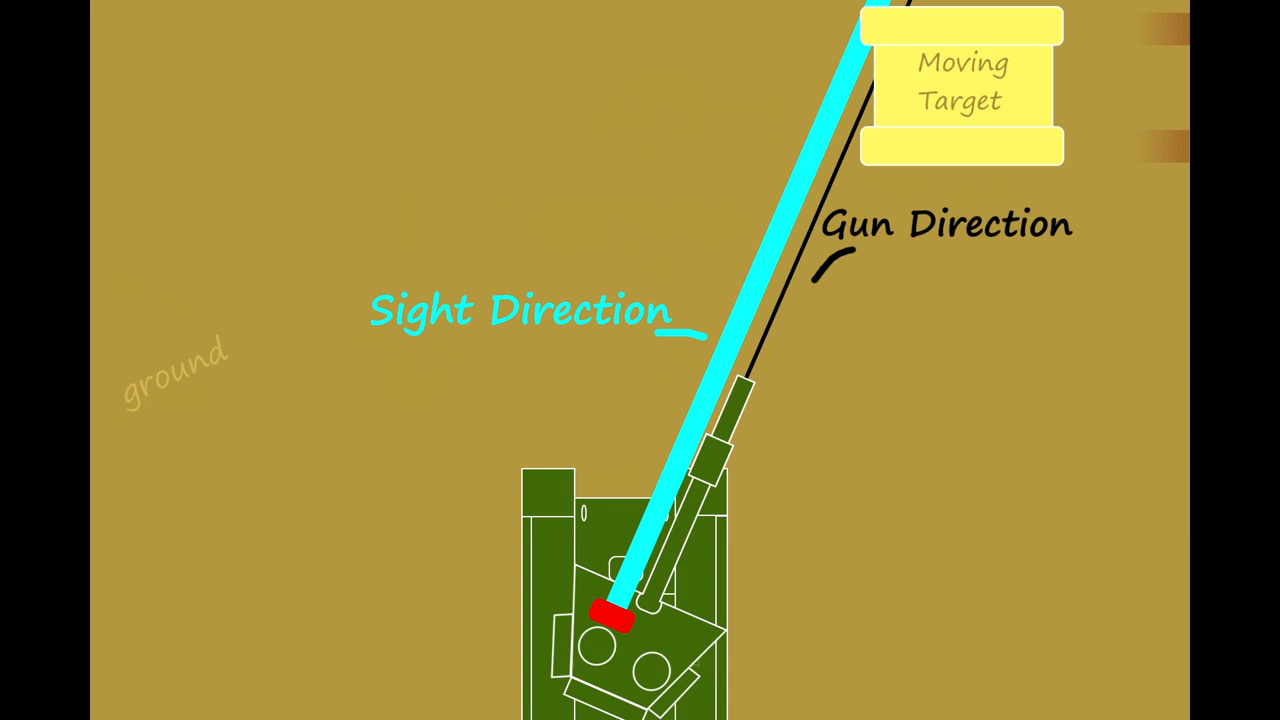 Moving
Target
Gun Direction
Sight Direction
ground